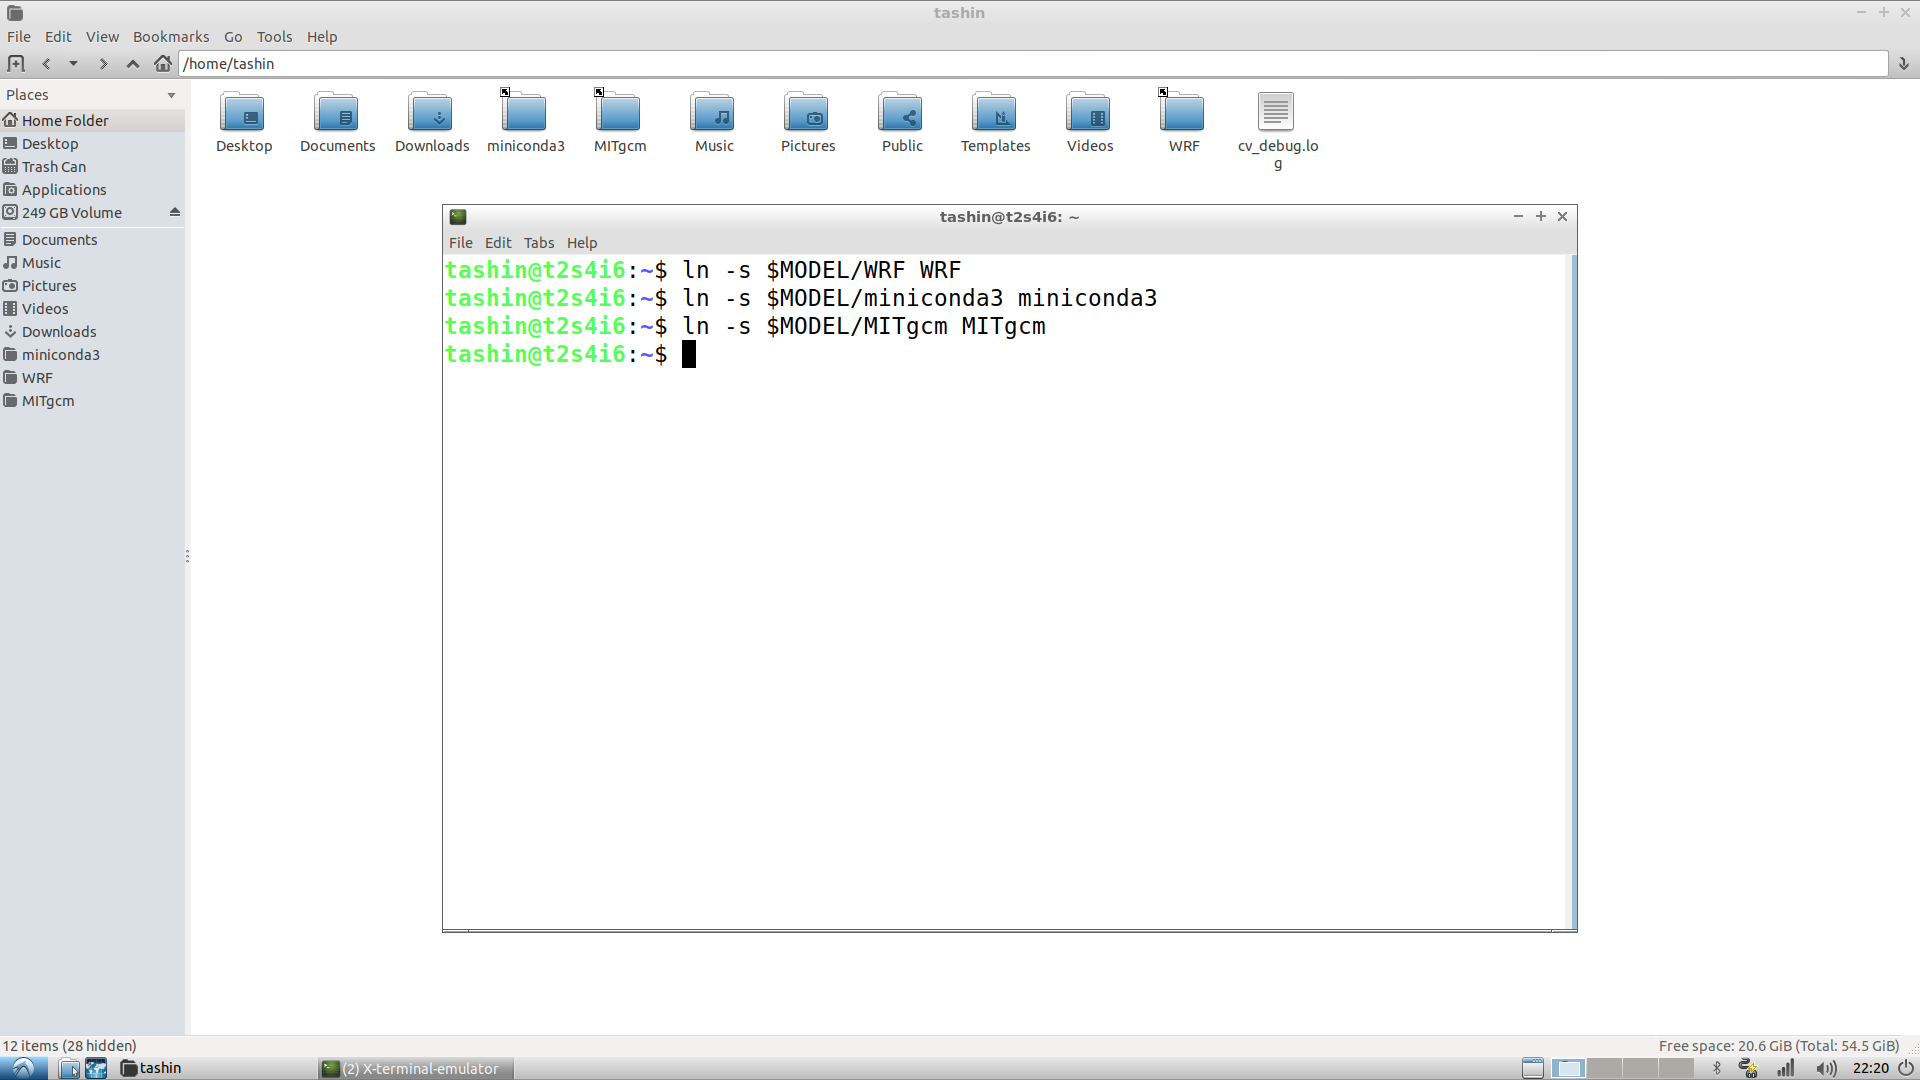 tashin
File Edit View Bookmarks Go Tools Help
/home/tashin
Places
Home Folder
Desktop
Trash Can
Applications
249 GB Volume
Documents
Music
Pictures
Videos
Downloads
miniconda3
WRF
MITgcm
Desktop Documents Downloads miniconda3 MITgcm Music Pictures Public Templates Videos WRF cv_debug.lo
g
tashin@t2s4i6: ~
File Edit Tabs Help
tashin@t2s4i6:~$ ln -s $MODEL/WRF WRF
tashin@t2s4i6:~$ ln -s $MODEL/miniconda3 miniconda3
tashin@t2s4i6:~$ ln -s $MODEL/MITgcm MITgcm
tashin@t2s4i6:~$
12 items (28 hidden) Free space: 20.6 GiB (Total: 54.5 GiB)
tashin (2) X-terminal-emulator 22:20